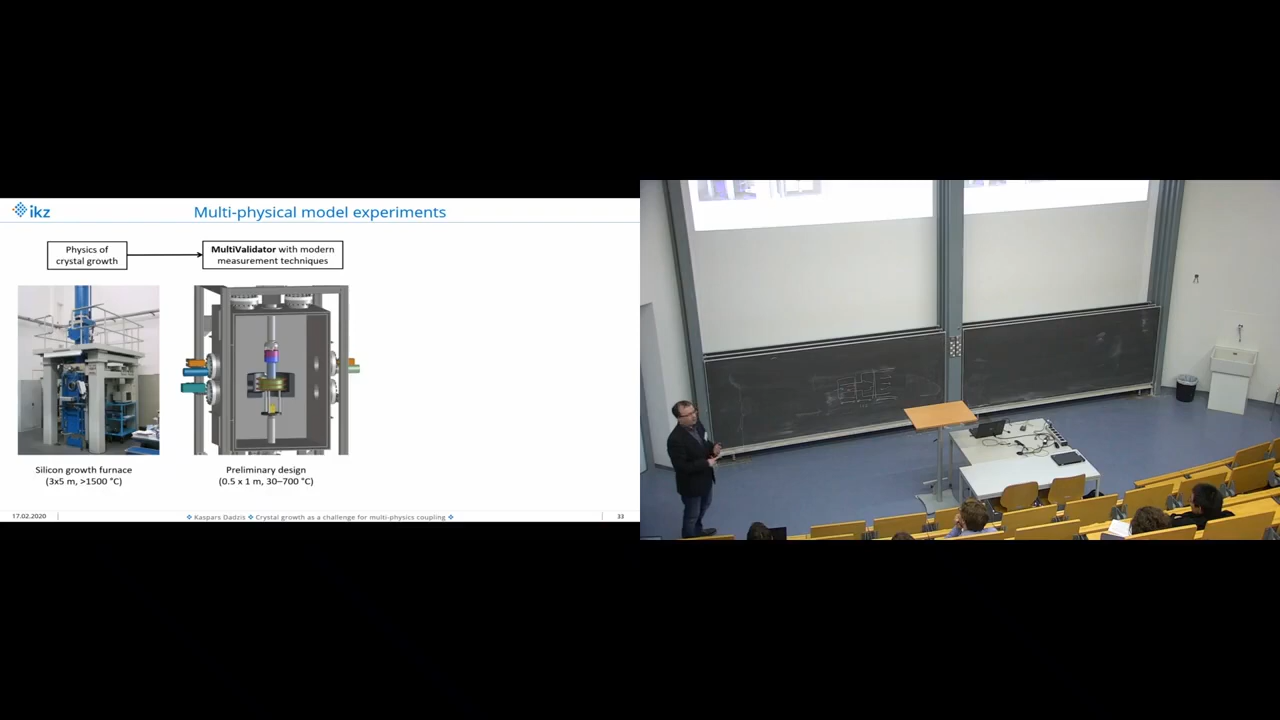 ikz
Multi-physical model experiments
Physics of
crystal growth
MultiValidator with modern
measurement techniques
Silicon growth furnace
(3x5 m, >1500 °C)
Preliminary design
(0.5 x 1 m, 30–700 °C)
17.02.2020
❖ Kaspars Dadzis ❖ Crystal growth as a challenge for multi-physics coupling ❖
33